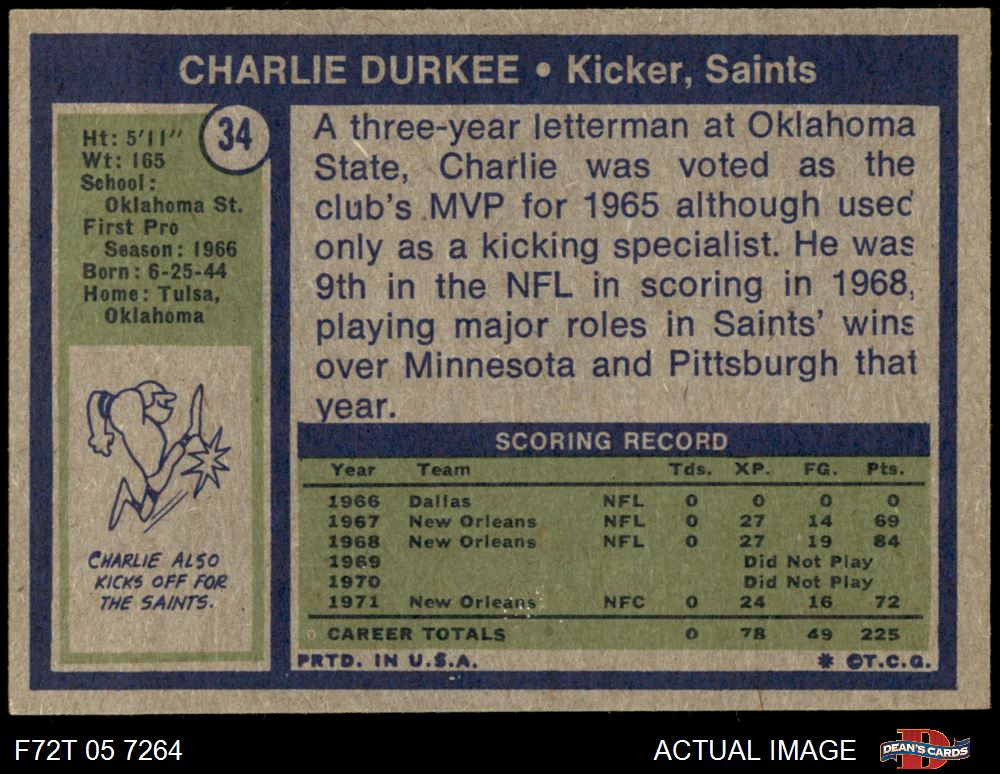 CHARLIE DURKEE • Kicker, Saints
34
Ht: 5'11"
Wt: 165
School:
Oklahoma St.
First Pro
Season: 1966
Born: 6-25-44
Home: Tulsa,
Oklahoma
CHARLIE ALSO
KICKS OFF FOR
THE SAINTS.
A three-year letterman at Oklahoma
State, Charlie was voted as the
club's MVP for 1965 although used
only as a kicking specialist. He was
9th in the NFL in scoring in 1968,
playing major roles in Saints' wins
over Minnesota and Pittsburgh that
year.
SCORING RECORD
Year Team Tds. XP. FG. Pts.
1966 Dallas NFL 0 0 0 0
1967 New Orleans NFL 0 27 14 69
1968 New Orleans NFL 0 27 19 84
1969 Did Not Play
1970 Did Not Play
1971 New Orleans NFC 0 24 16 72
CAREER TOTALS 0 78 49 225
PRTD. IN U.S.A. * ©T.C.G.
F72T 05 7264 ACTUAL IMAGE DEAN'S CARDS